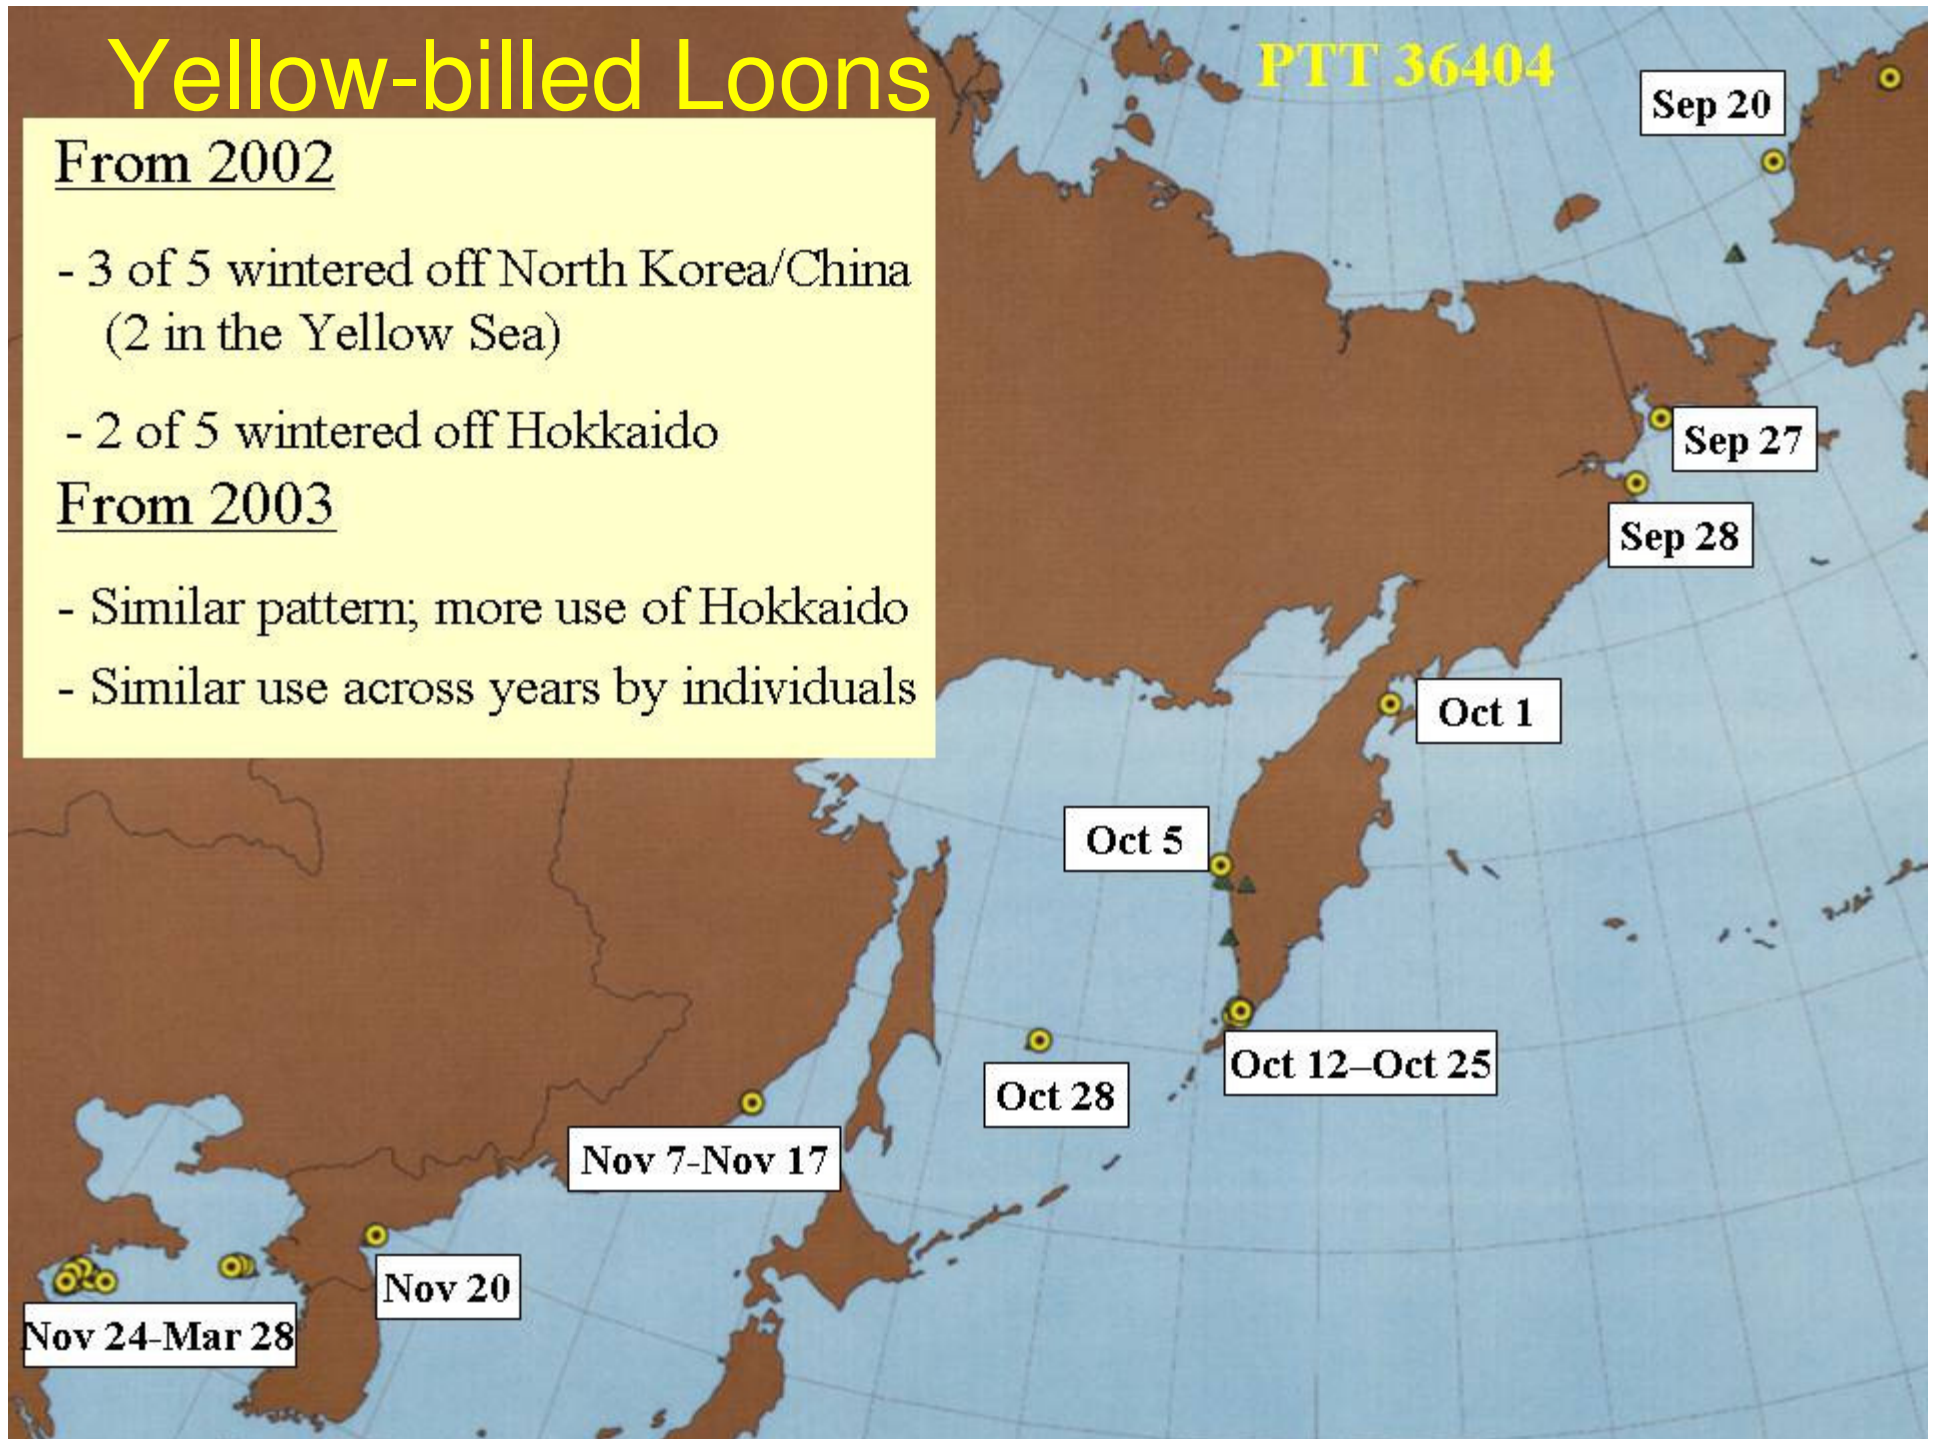 Yellow-billed Loons
PTT 36404
From 2002
- 3 of 5 wintered off North Korea/China
(2 in the Yellow Sea)
- 2 of 5 wintered off Hokkaido
From 2003
- Similar pattern; more use of Hokkaido
- Similar use across years by individuals
Sep 20
Sep 27
Sep 28
Oct 1
Oct 5
Oct 12–Oct 25
Oct 28
Nov 7-Nov 17
Nov 20
Nov 24-Mar 28